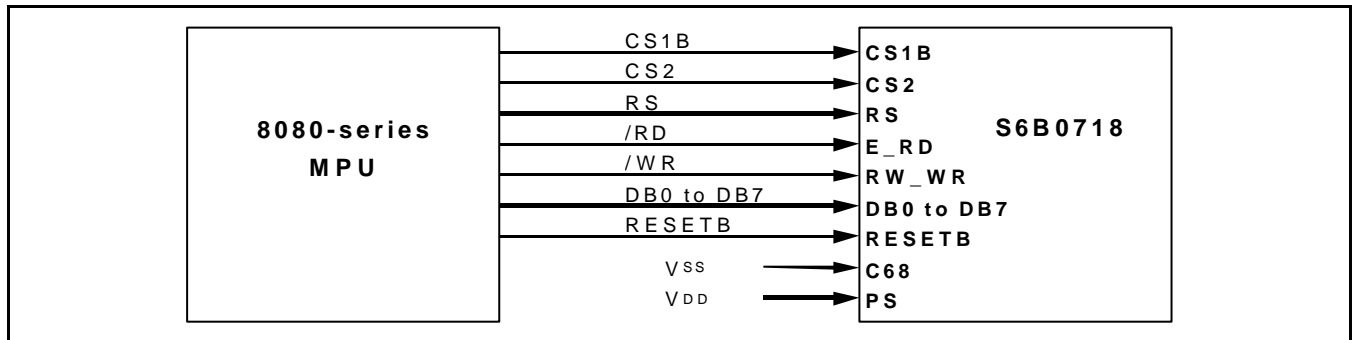 8080-series
MPU
CS1B
CS2
RS
/RD
/WR
DB0 to DB7
RESETB
VSS
VDD
CS1B
CS2
RS
E_RD
RW_WR
DB0 to DB7
RESETB
C68
PS
S6B0718